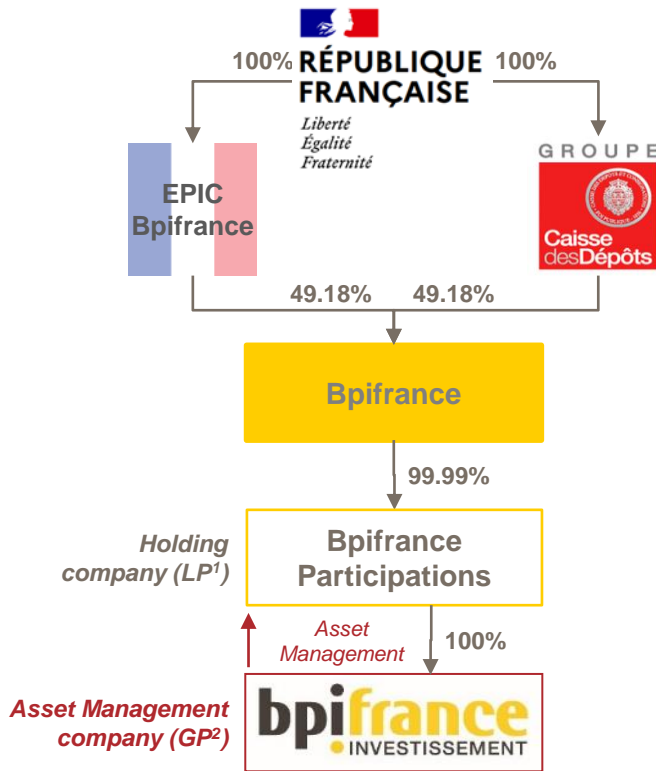 100%
RÉPUBLIQUE
FRANÇAISE
100%
Liberté
Égalité
Fraternité
EPIC
Bpifrance
GROUPE
Caisse
desDépôts
49.18%
49.18%
Bpifrance
99.99%
Holding
company (LP¹)
Bpifrance
Participations
Asset
Management
100%
Asset Management
company (GP²)
bpifrance
INVESTISSEMENT